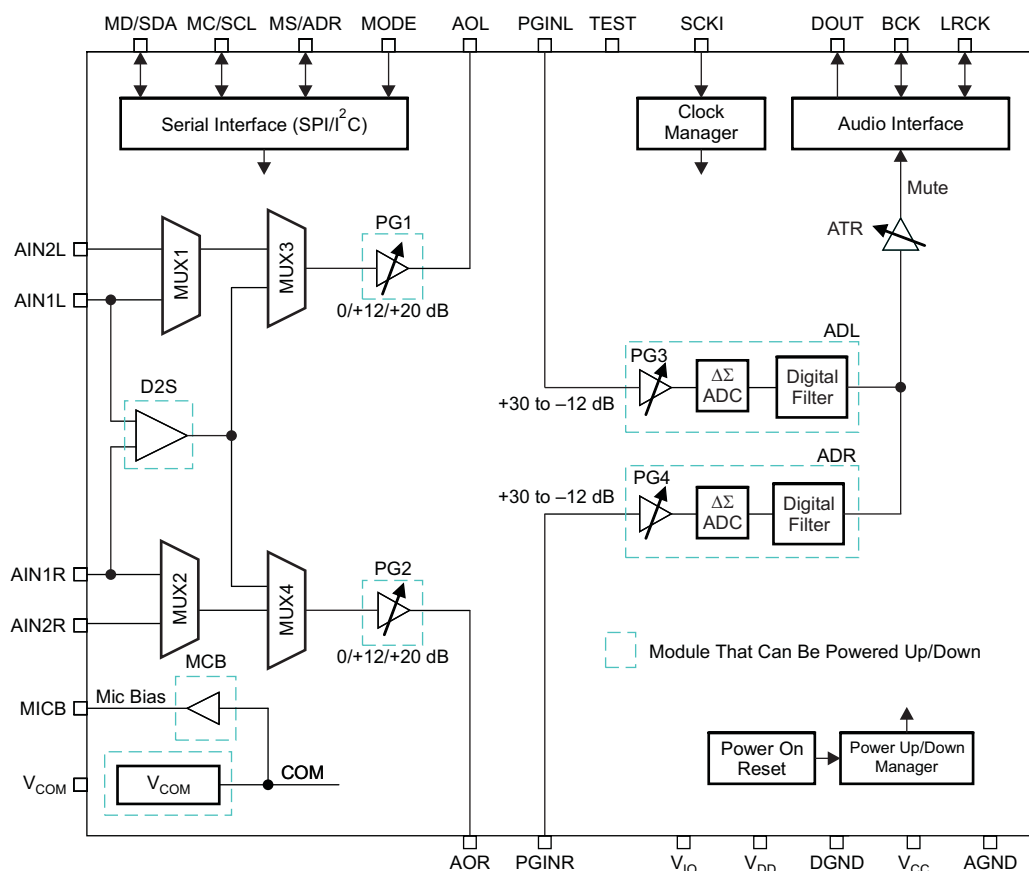 MD/SDA MC/SCL MS/ADR MODE AOL PGINL TEST SCKI DOUT BCK LRCK
Serial Interface (SPI/I²C)
Clock
Manager
Audio Interface
Mute
ATR
AIN2L
AIN1L
MUX1
MUX3
PG1
0/+12/+20 dB
D2S
ADL
PG3
+30 to –12 dB
ΔΣ
ADC
Digital
Filter
ADR
PG4
+30 to –12 dB
ΔΣ
ADC
Digital
Filter
AIN1R
AIN2R
MUX2
MUX4
PG2
0/+12/+20 dB
Module That Can Be Powered Up/Down
MCB
MICB
Mic Bias
VCOM
VCOM
COM
Power On
Reset
Power Up/Down
Manager
AOR PGINR VIO VDD DGND VCC AGND